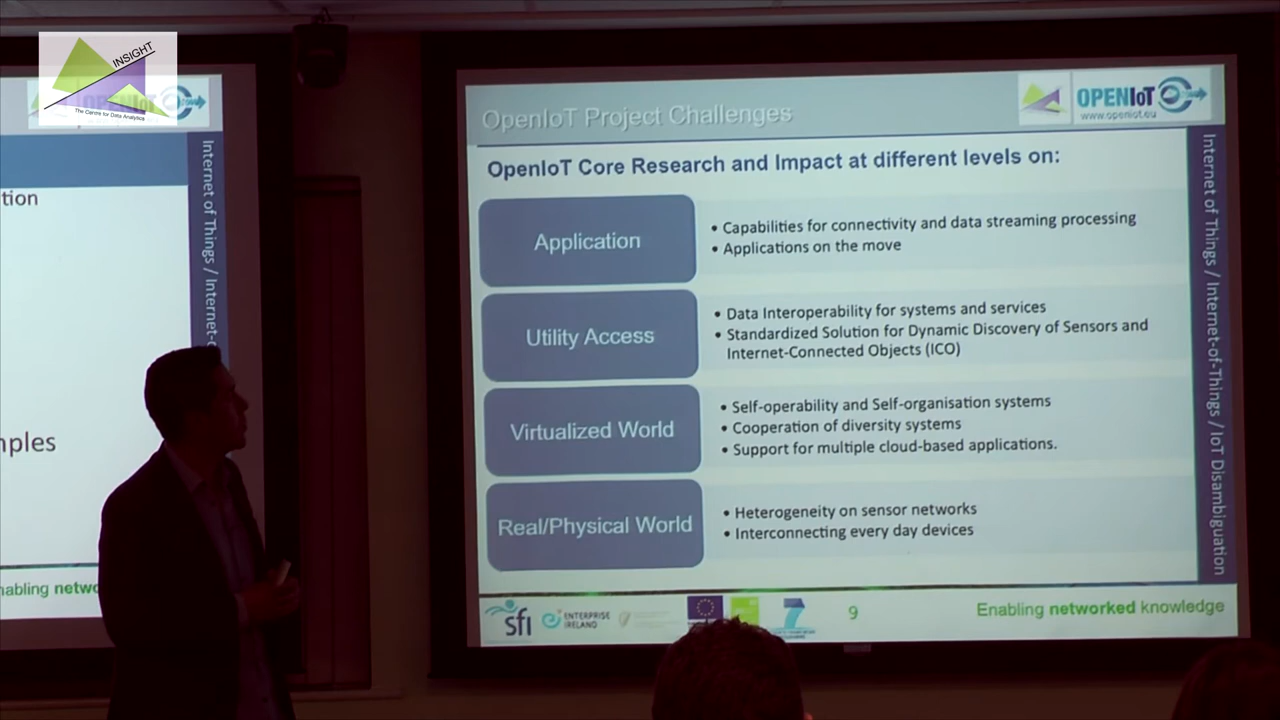 INSIGHT
The Centre for Data Analytics
tion
Internet of Things / Internet-o
mples
nabling netwo
OpenIoT Project Challenges
OPENIoT
www.openiot.eu
OpenIoT Core Research and Impact at different levels on:
Application
• Capabilities for connectivity and data streaming processing
• Applications on the move
Utility Access
• Data Interoperability for systems and services
• Standardized Solution for Dynamic Discovery of Sensors and
Internet-Connected Objects (ICO)
Virtualized World
• Self-operability and Self-organisation systems
• Cooperation of diversity systems
• Support for multiple cloud-based applications.
Real/Physical World
• Heterogeneity on sensor networks
• Interconnecting every day devices
Internet of Things / Internet-of-Things / IoT Disambiguation
sfi
ENTERPRISE
IRELAND
9
Enabling networked knowledge